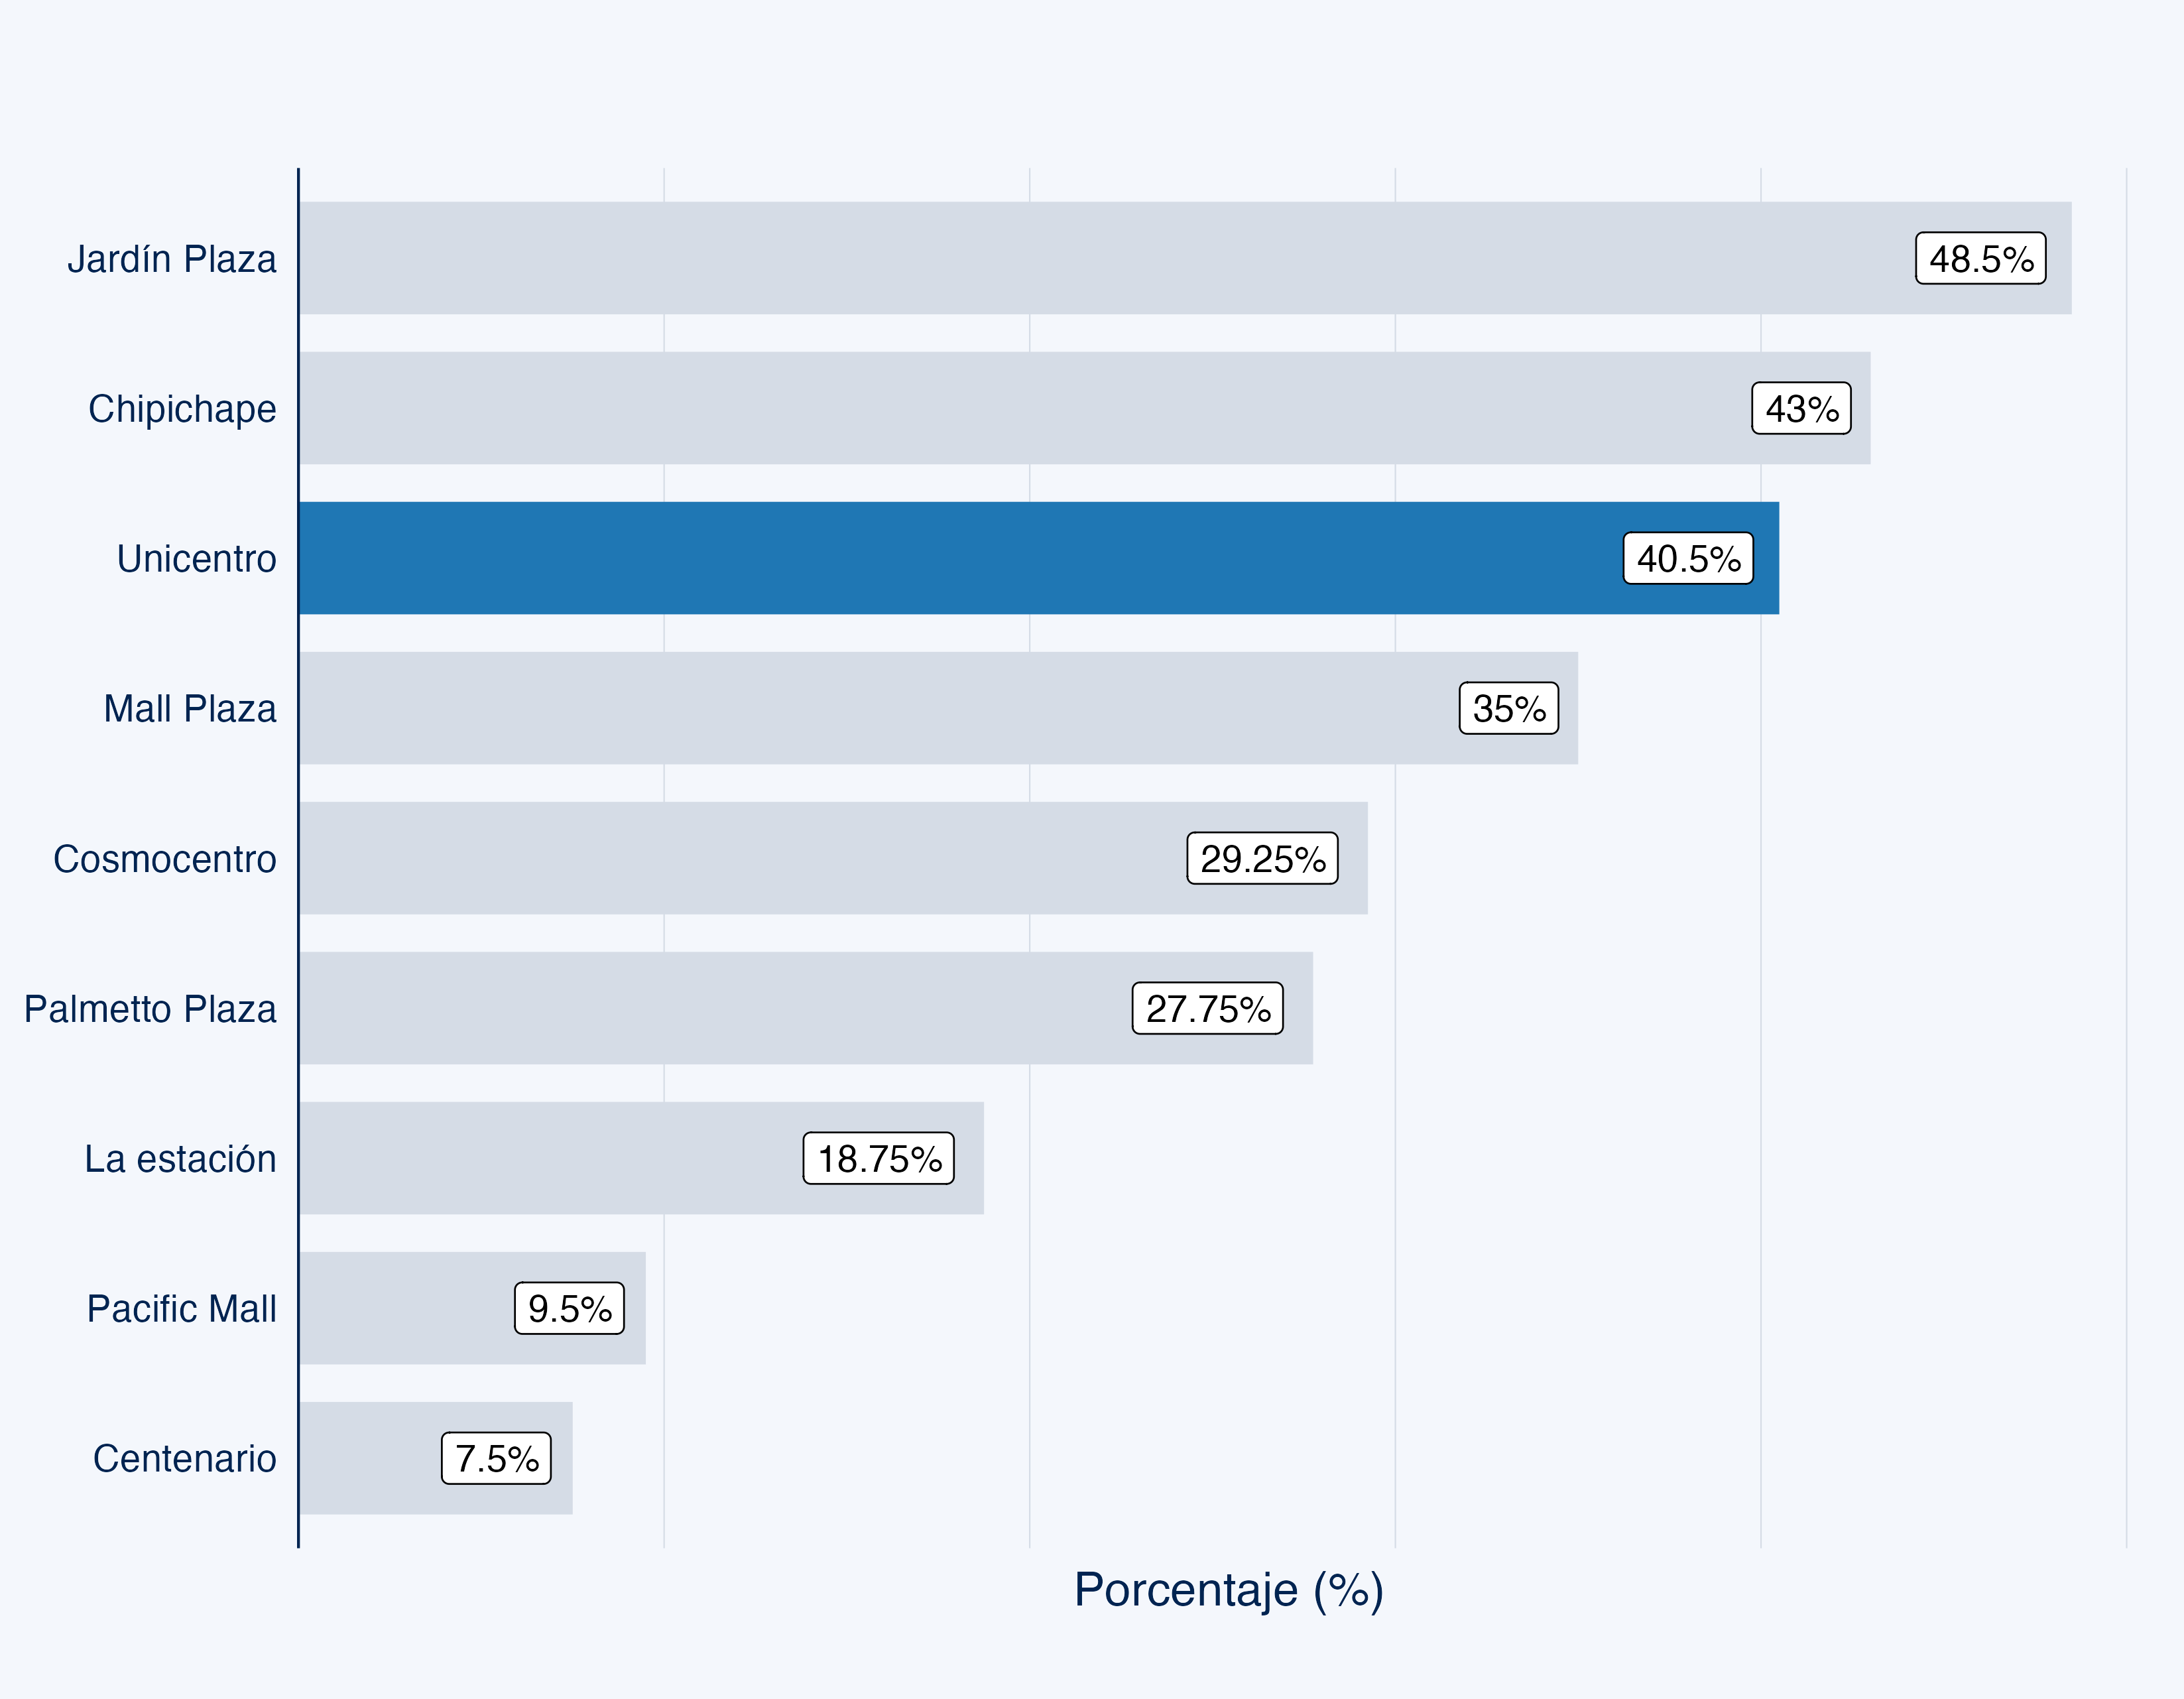 Jardín Plaza 48.5%
Chipichape 43%
Unicentro 40.5%
Mall Plaza 35%
Cosmocentro 29.25%
Palmetto Plaza 27.75%
La estación 18.75%
Pacific Mall 9.5%
Centenario 7.5%
Porcentaje (%)